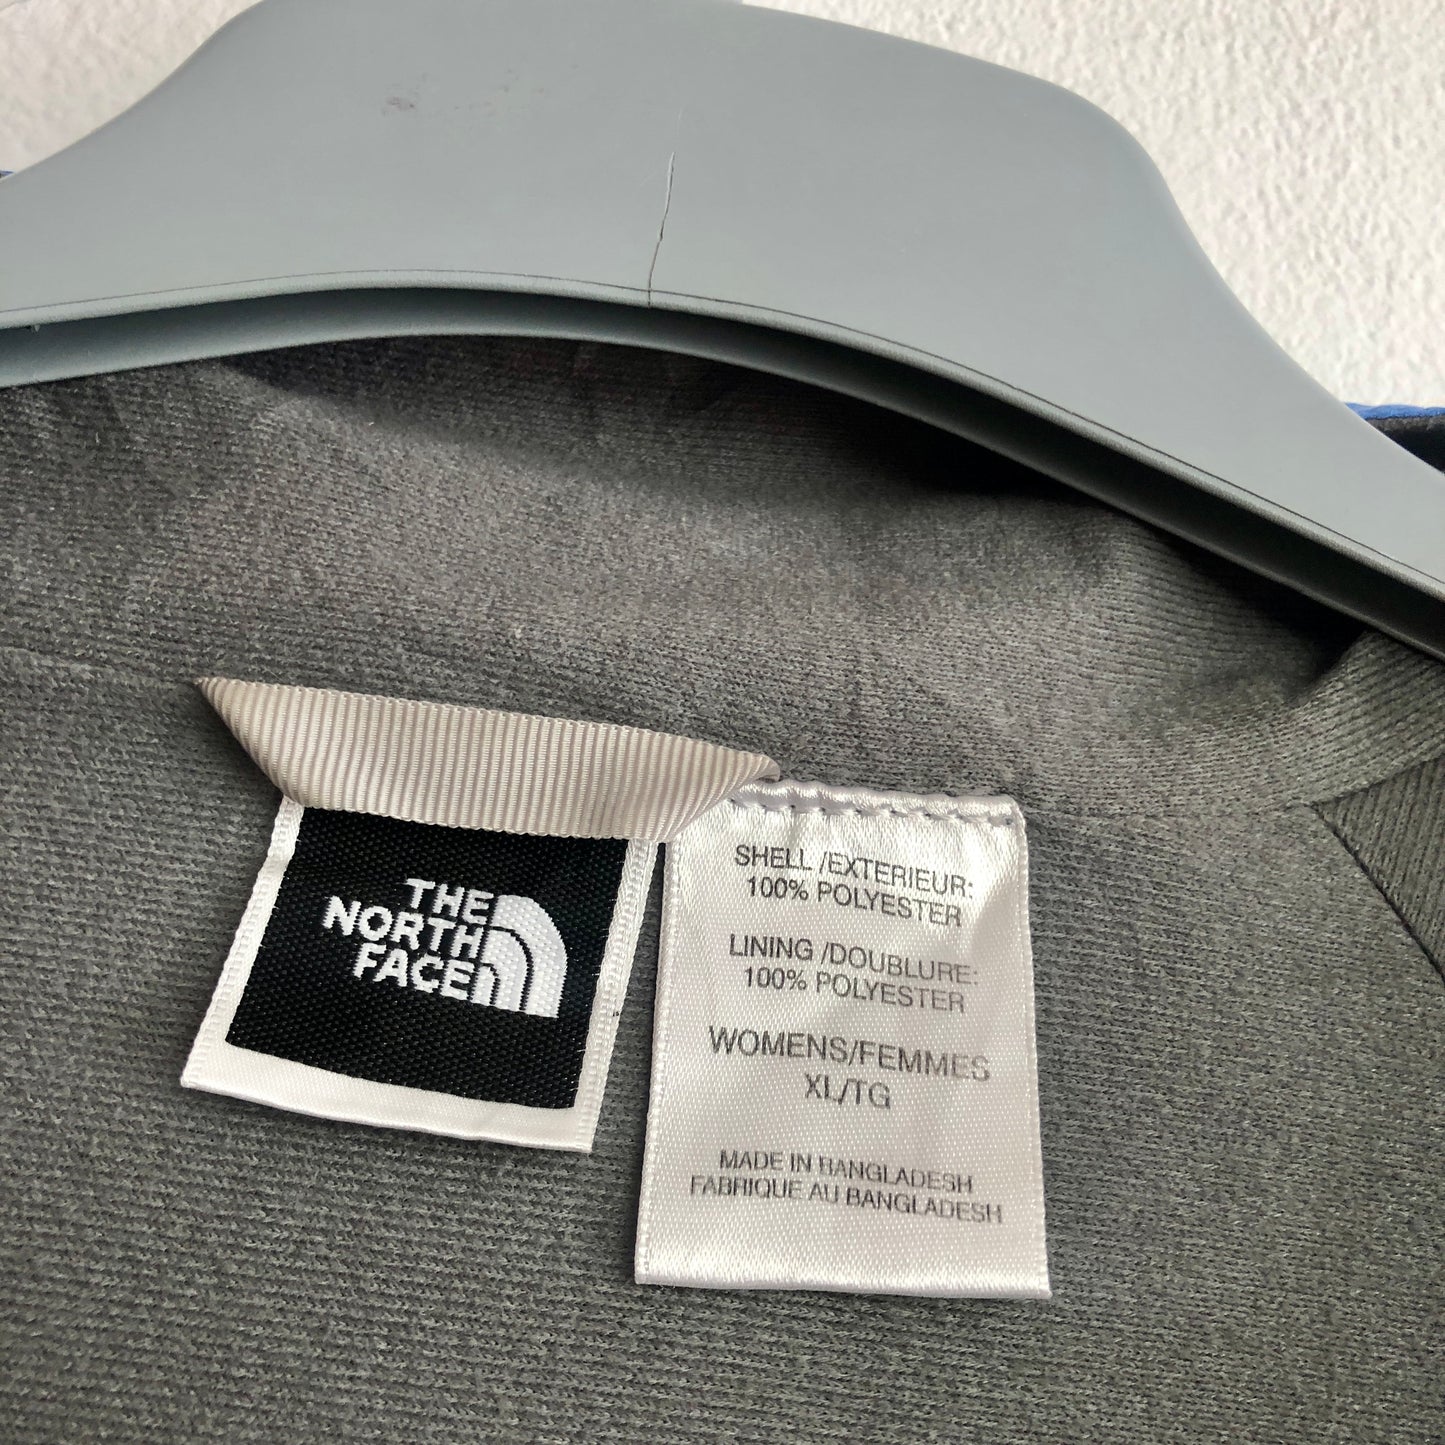 THE
NORTH
FACE
SHELL /EXTERIEUR:
100% POLYESTER
LINING /DOUBLURE:
100% POLYESTER
WOMENS/FEMMES
XL/TG
MADE IN BANGLADESH
FABRIQUE AU BANGLADESH